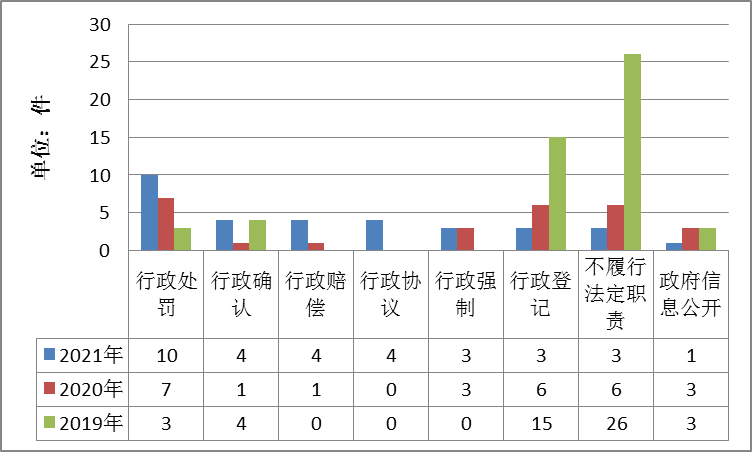 单位：件
30
25
20
15
10
5
0
行政处罚 行政确认 行政赔偿 行政协议 行政强制 行政登记 不履行法定职责 政府信息公开
2021年 10 4 4 4 3 3 3 1
2020年 7 1 1 0 3 6 6 3
2019年 3 4 0 0 0 15 26 3